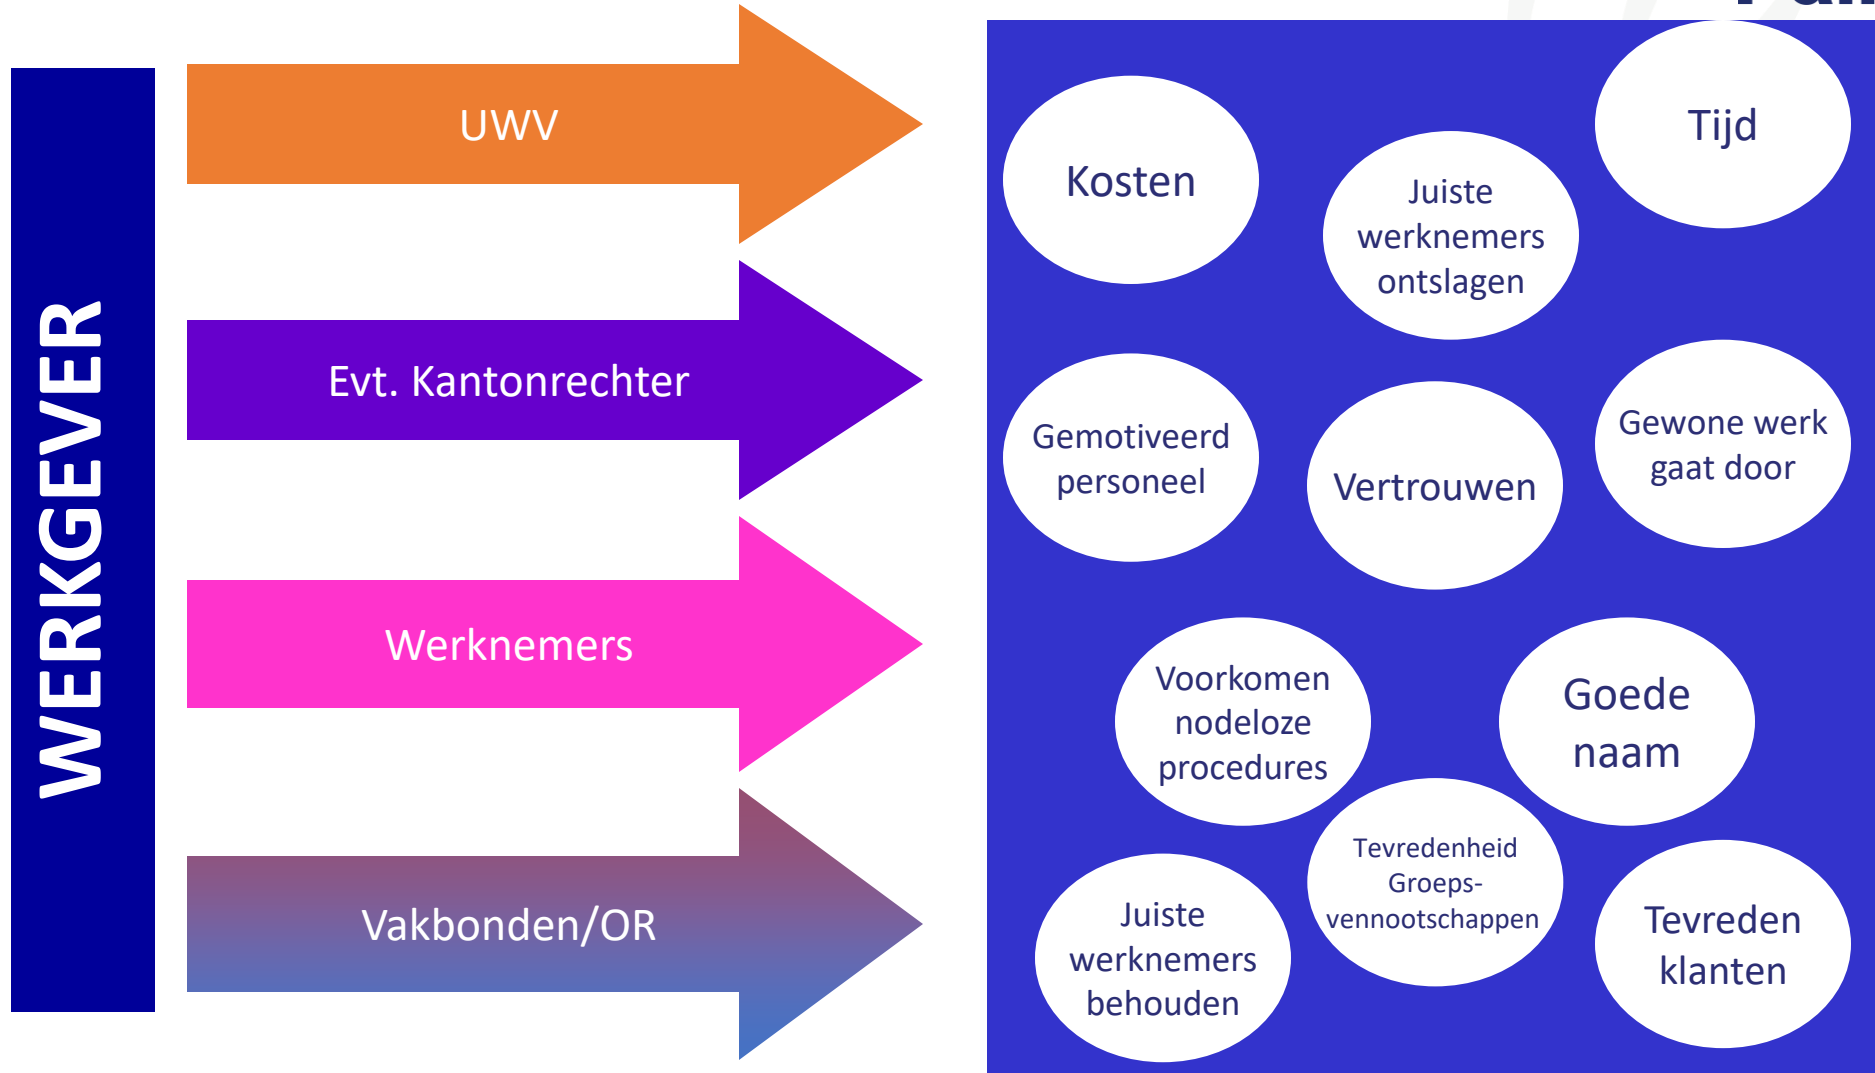 WERKGEVER
UWV
Evt. Kantonrechter
Werknemers
Vakbonden/OR
Kosten
Juiste
werknemers
ontslagen
Tijd
Gemotiveerd
personeel
Vertrouwen
Gewone werk
gaat door
Voorkomen
nodeloze
procedures
Goede
naam
Juiste
werknemers
behouden
Tevredenheid
Groeps-
vennootschappen
Tevreden
klanten